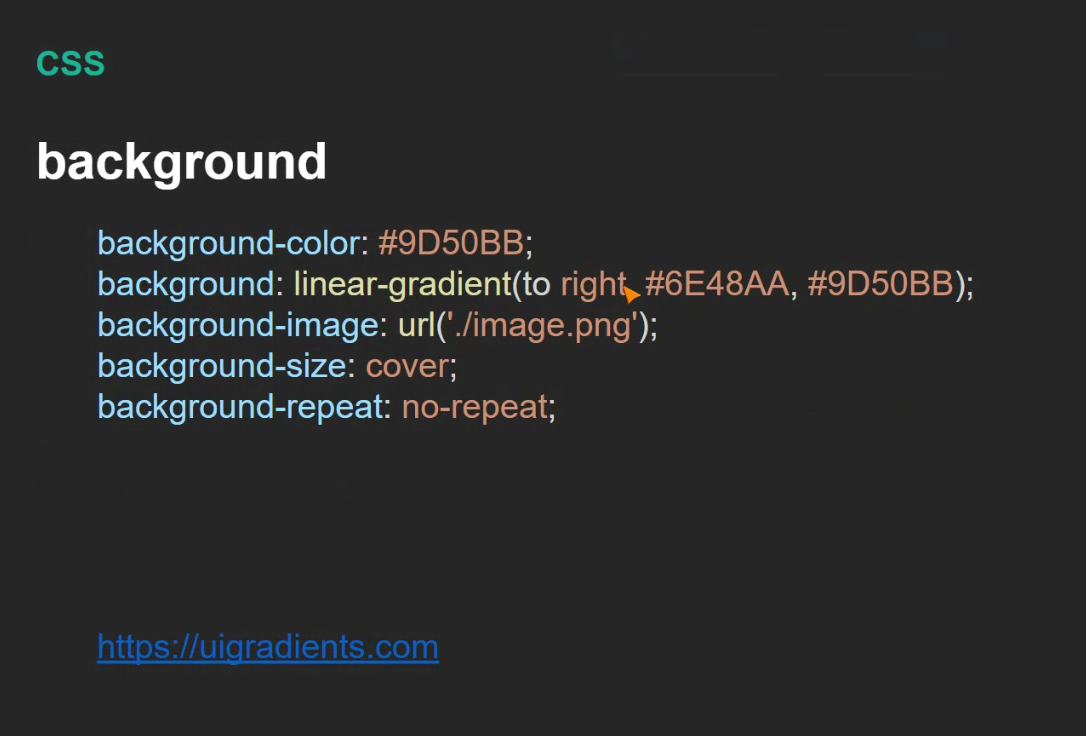 CSS
background
background-color: #9D50BB;
background: linear-gradient(to right, #6E48AA, #9D50BB);
background-image: url('./image.png');
background-size: cover;
background-repeat: no-repeat;
https://uigradients.com